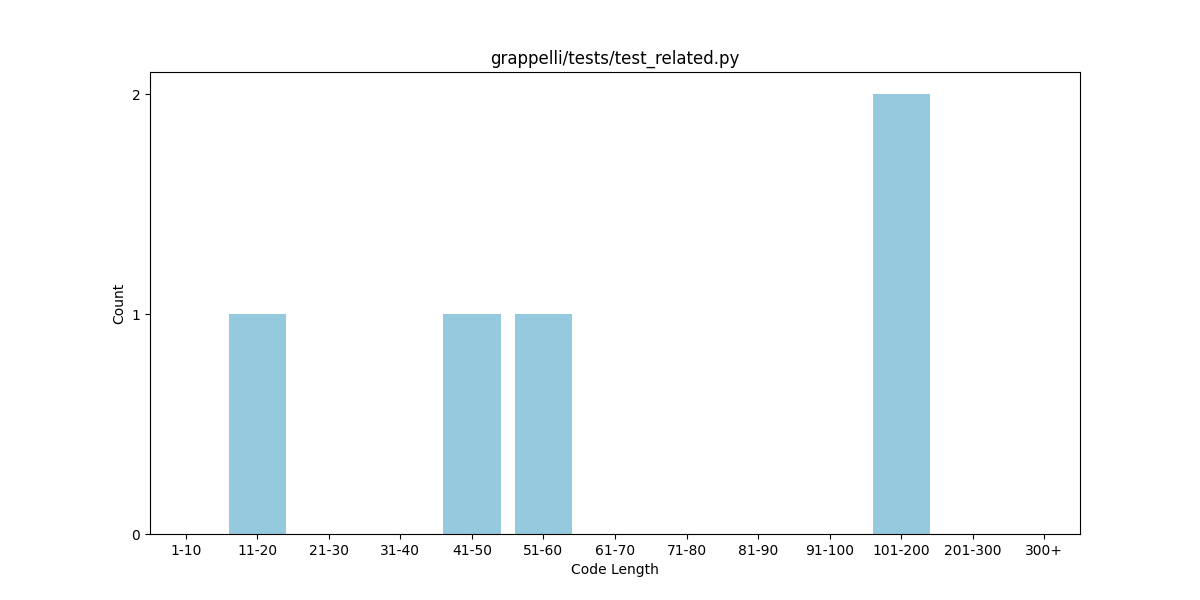 grappelli/tests/test_related.py
Count
2
1
0
1-10 11-20 21-30 31-40 41-50 51-60 61-70 71-80 81-90 91-100 101-200 201-300 300+
Code Length